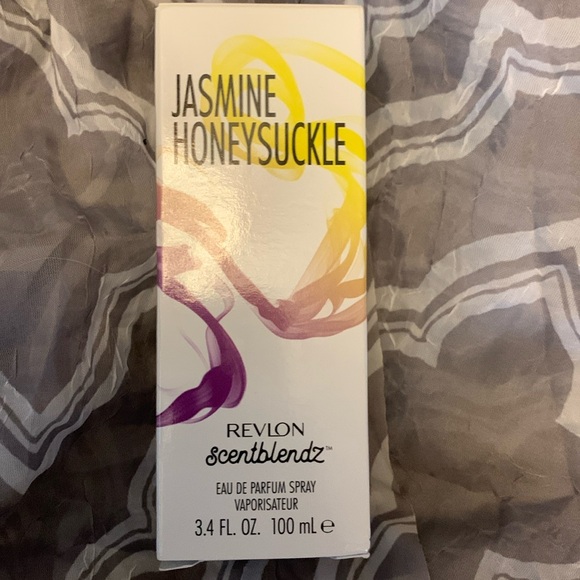 JASMINE
HONEYSUCKLE
REVLON
scentblendz™
EAU DE PARFUM SPRAY
VAPORISATEUR
3.4 FL. OZ. 100 mL ℮